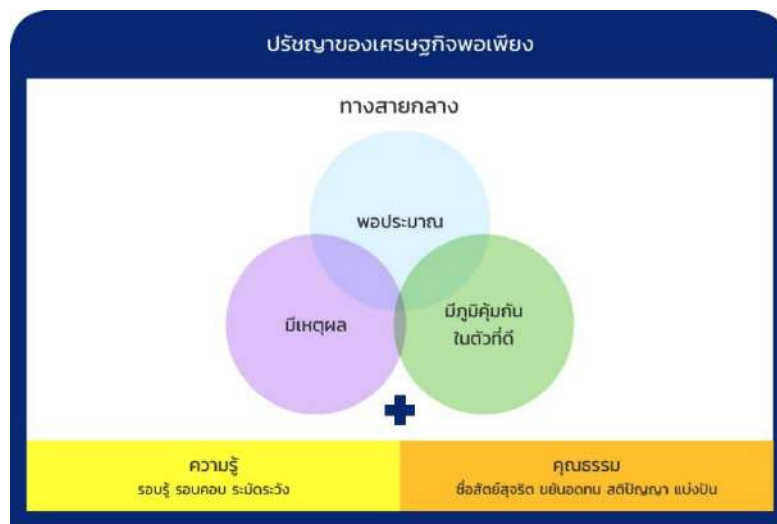 ปรัชญาของเศรษฐกิจพอเพียง
ทางสายกลาง
พอประมาณ
มีเหตุผล
มีภูมิคุ้มกัน
ในตัวที่ดี
ความรู้
รอบรู้ รอบคอบ ระมัดระวัง
คุณธรรม
ซื่อสัตย์สุจริต ขยันอดทน สติปัญญา แบ่งปัน